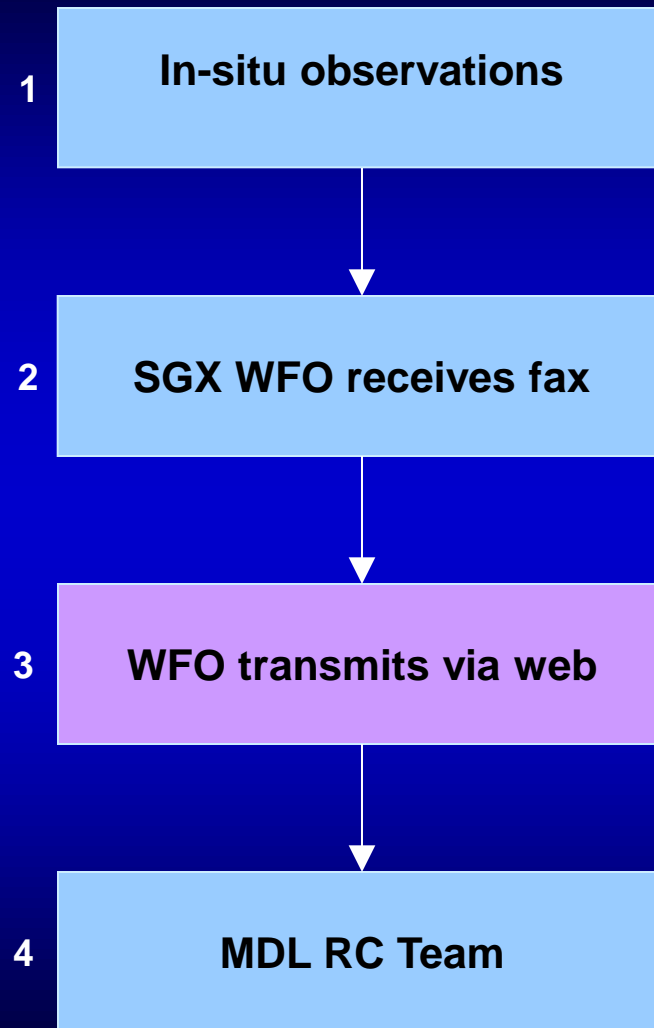 1
In-situ observations
2
SGX WFO receives fax
3
WFO transmits via web
4
MDL RC Team